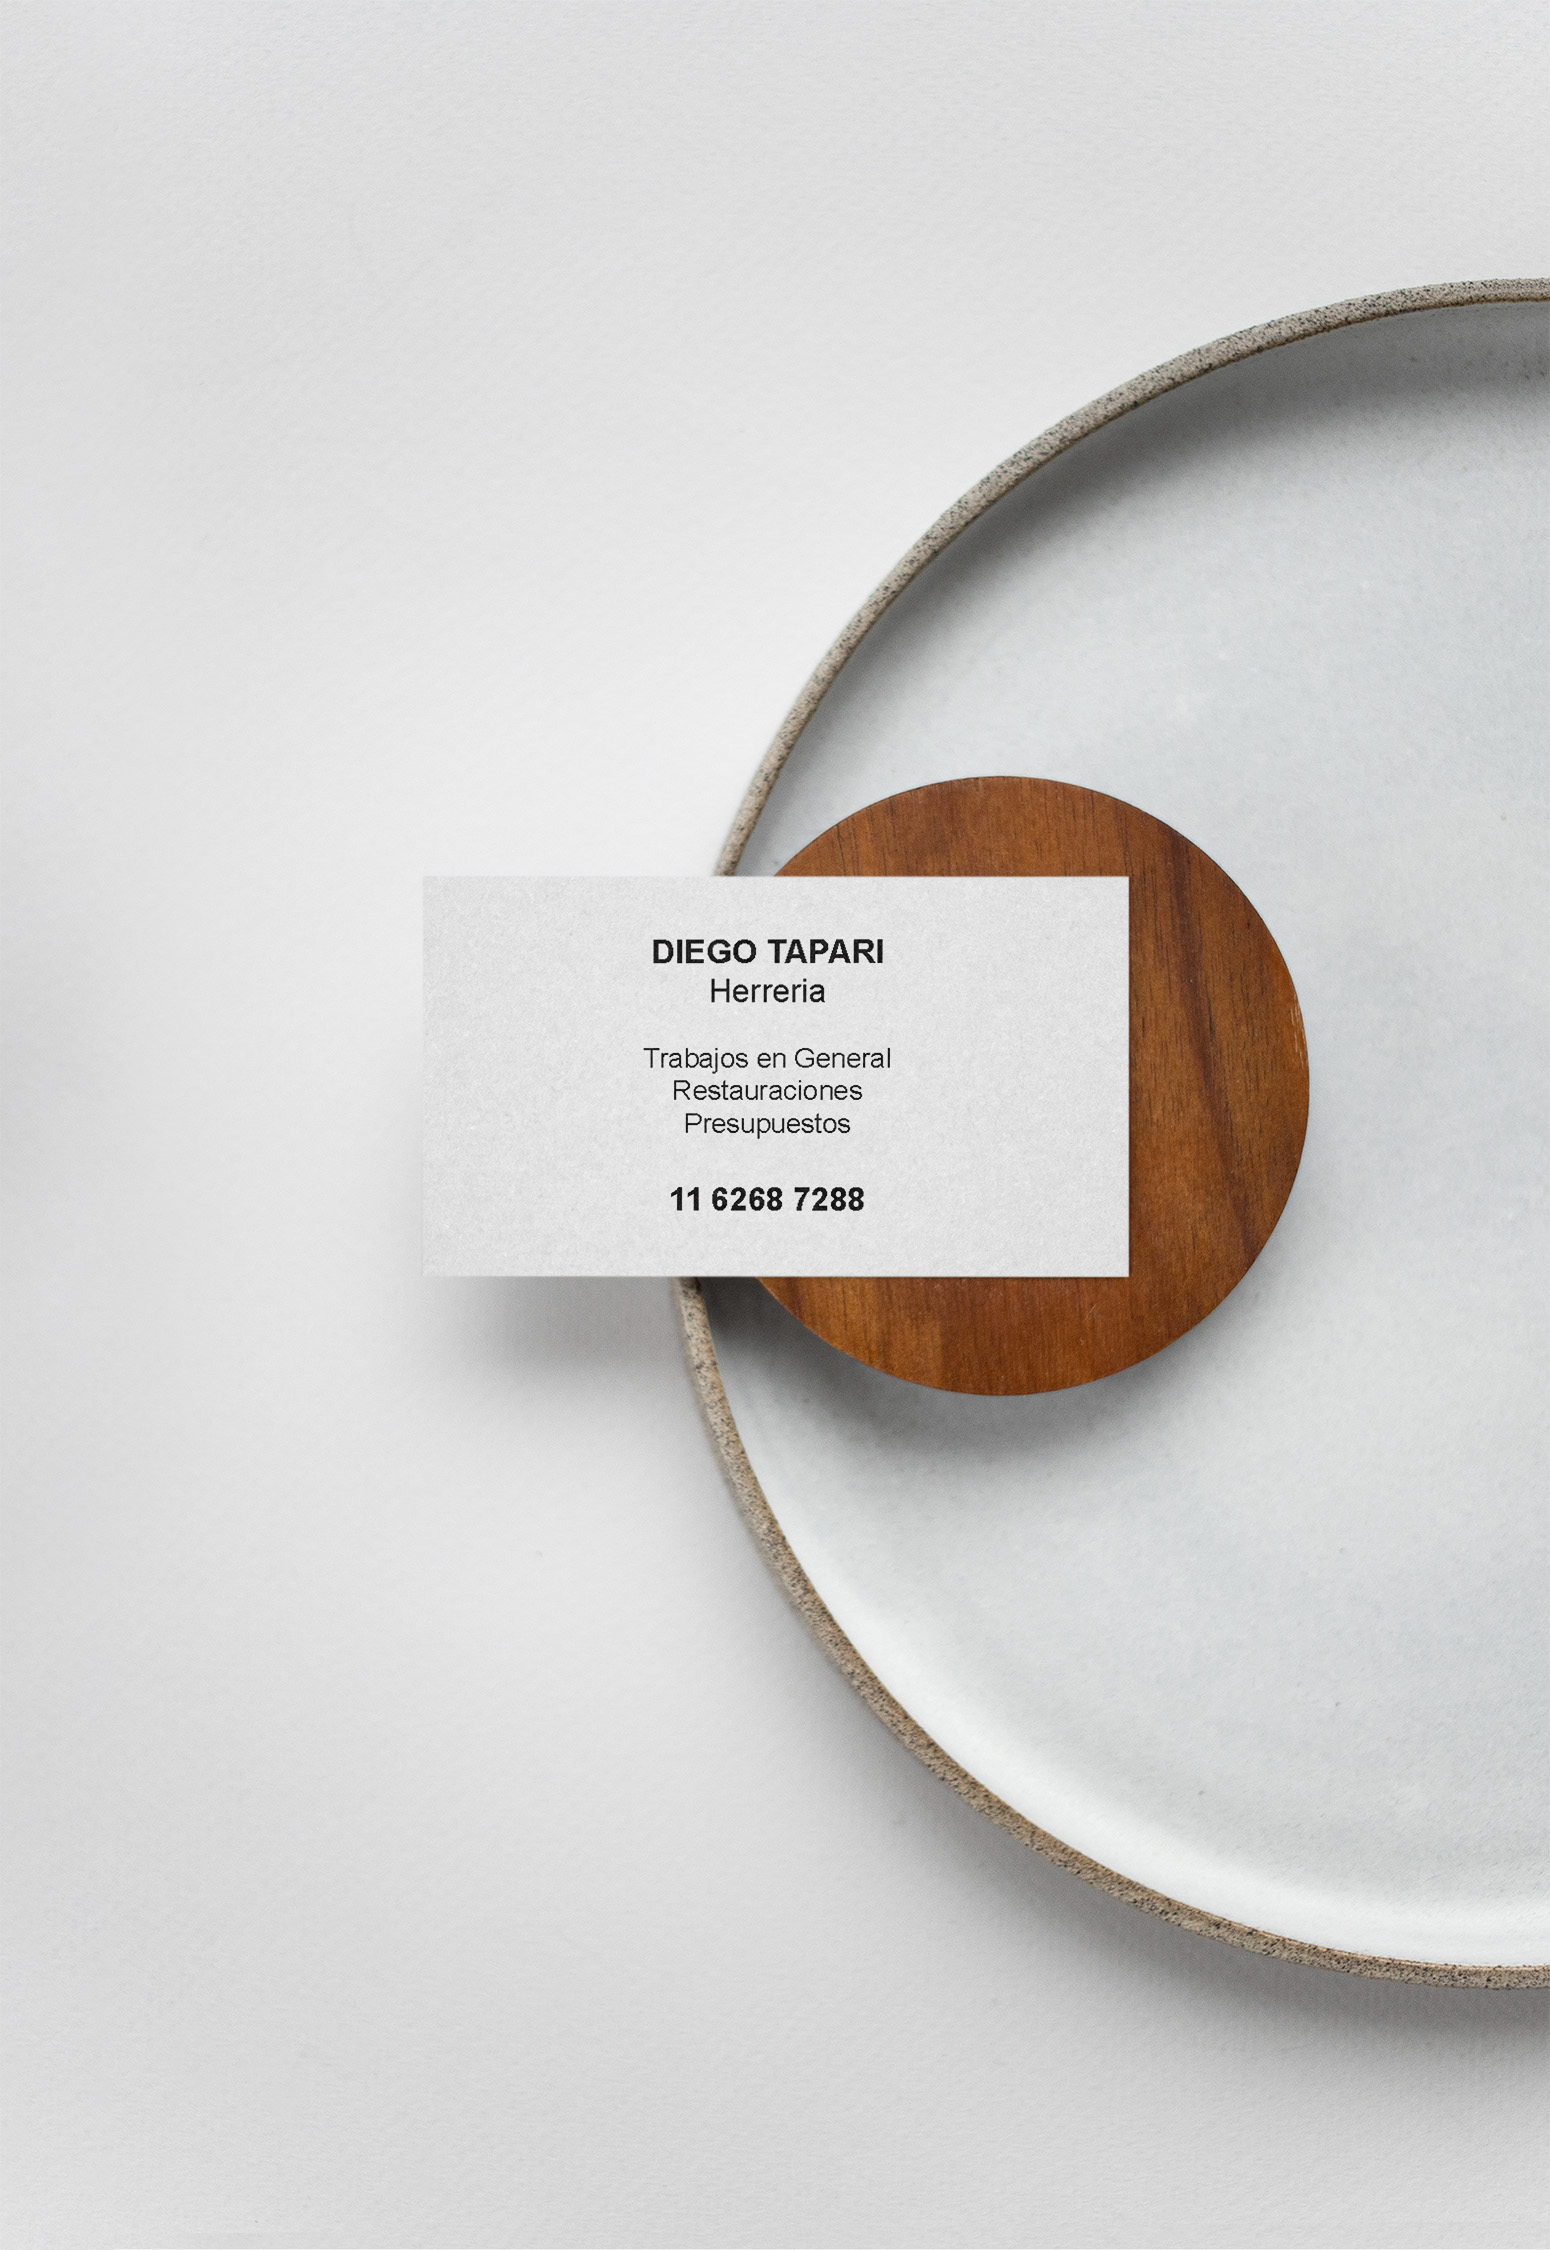 DIEGO TAPARI
Herreria
Trabajos en General
Restauraciones
Presupuestos
11 6268 7288